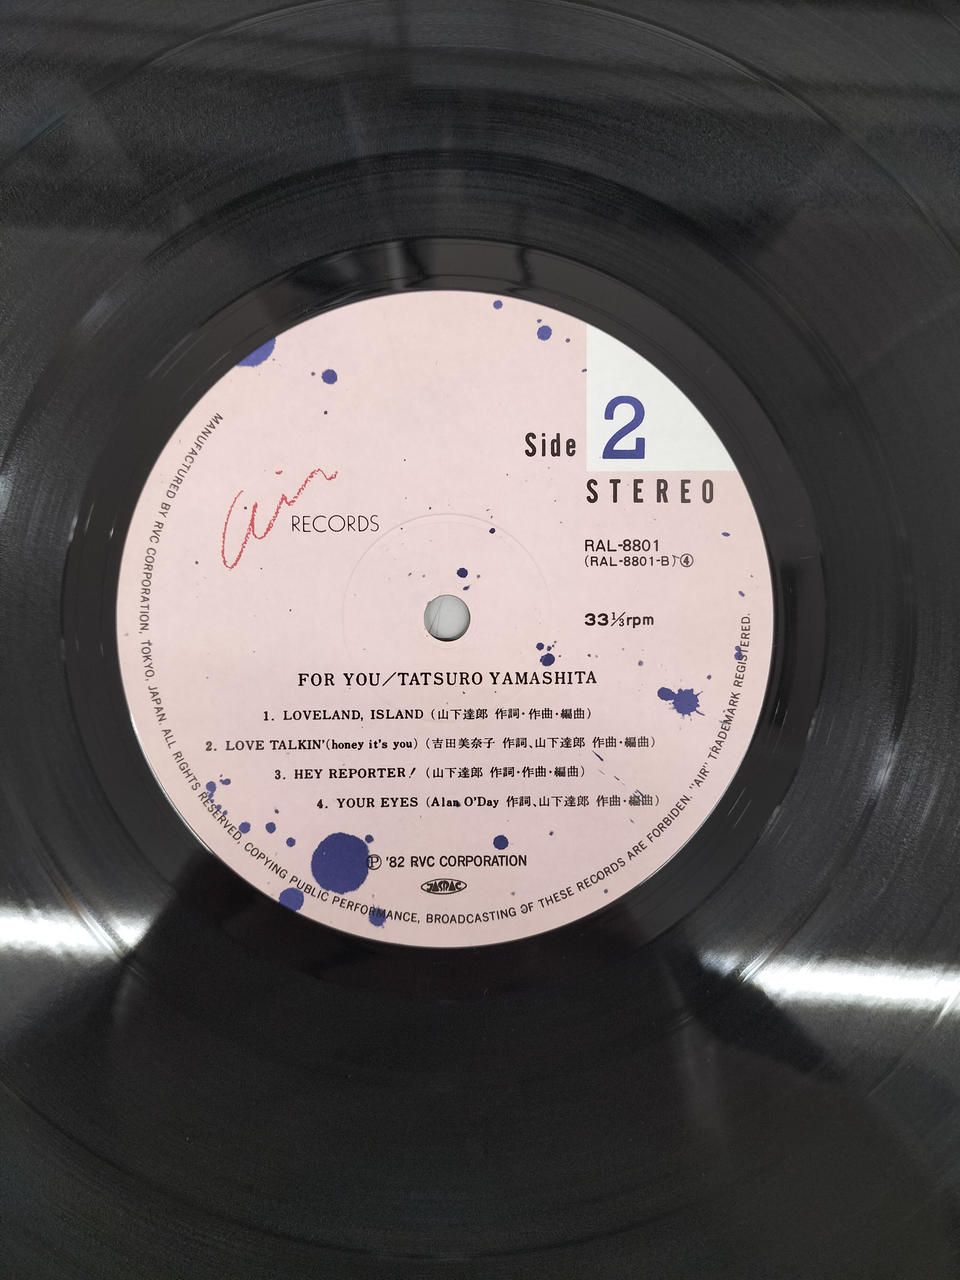 Side 2
STEREO
Air RECORDS
RAL-8801
(RAL-8801-B) ④
33⅓rpm
FOR YOU/TATSURO YAMASHITA
1. LOVELAND, ISLAND (山下達郎 作詞・作曲・編曲)
2. LOVE TALKIN'(honey it's you) (吉田美奈子 作詞、山下達郎 作曲・編曲)
3. HEY REPORTER! (山下達郎 作詞・作曲・編曲)
4. YOUR EYES (Alan O'Day 作詞、山下達郎 作曲・編曲)
Ⓟ '82 RVC CORPORATION
JASRAC
MANUFACTURED BY RVC CORPORATION, TOKYO, JAPAN. ALL RIGHTS RESERVED, COPYING PUBLIC PERFORMANCE, BROADCASTING OF THESE RECORDS ARE FORBIDEN. "AIR" TRADEMARK REGISTERED.